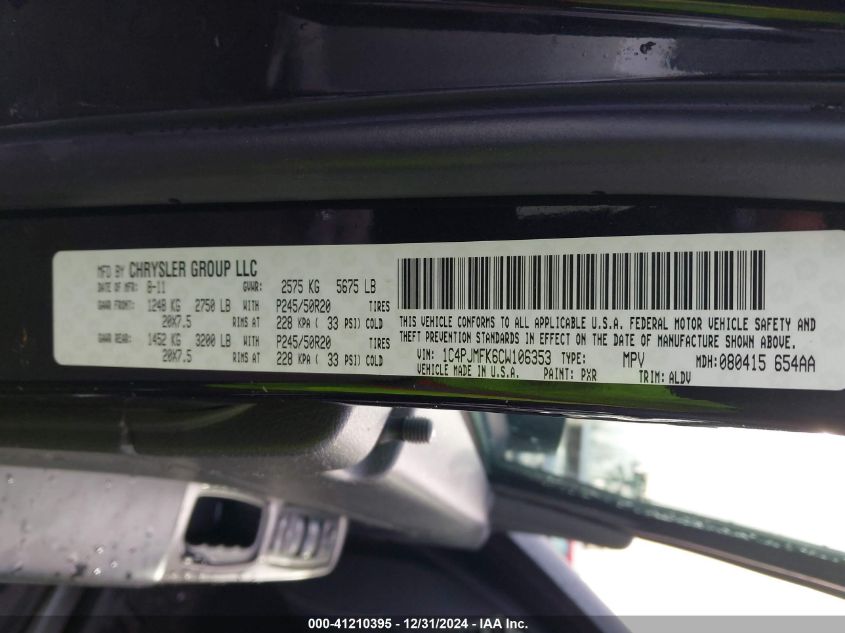 MFD BY CHRYSLER GROUP LLC
DATE OF MFR: 8-11 GVWR: 2575 KG 5675 LB
GAWR FRONT: 1248 KG 2750 LB WITH P245/50R20 TIRES
20X7.5 RIMS AT 228 KPA ( 33 PSI) COLD
GAWR REAR: 1452 KG 3200 LB WITH P245/50R20 TIRES
20X7.5 RIMS AT 228 KPA ( 33 PSI) COLD
THIS VEHICLE CONFORMS TO ALL APPLICABLE U.S.A. FEDERAL MOTOR VEHICLE SAFETY AND
THEFT PREVENTION STANDARDS IN EFFECT ON THE DATE OF MANUFACTURE SHOWN ABOVE.
VIN: 1C4PJMFK6CW106353 TYPE: MPV MDH:080415 654AA
VEHICLE MADE IN U.S.A. PAINT: PXR TRIM: ALDV
000-41210395 - 12/31/2024 - IAA Inc.